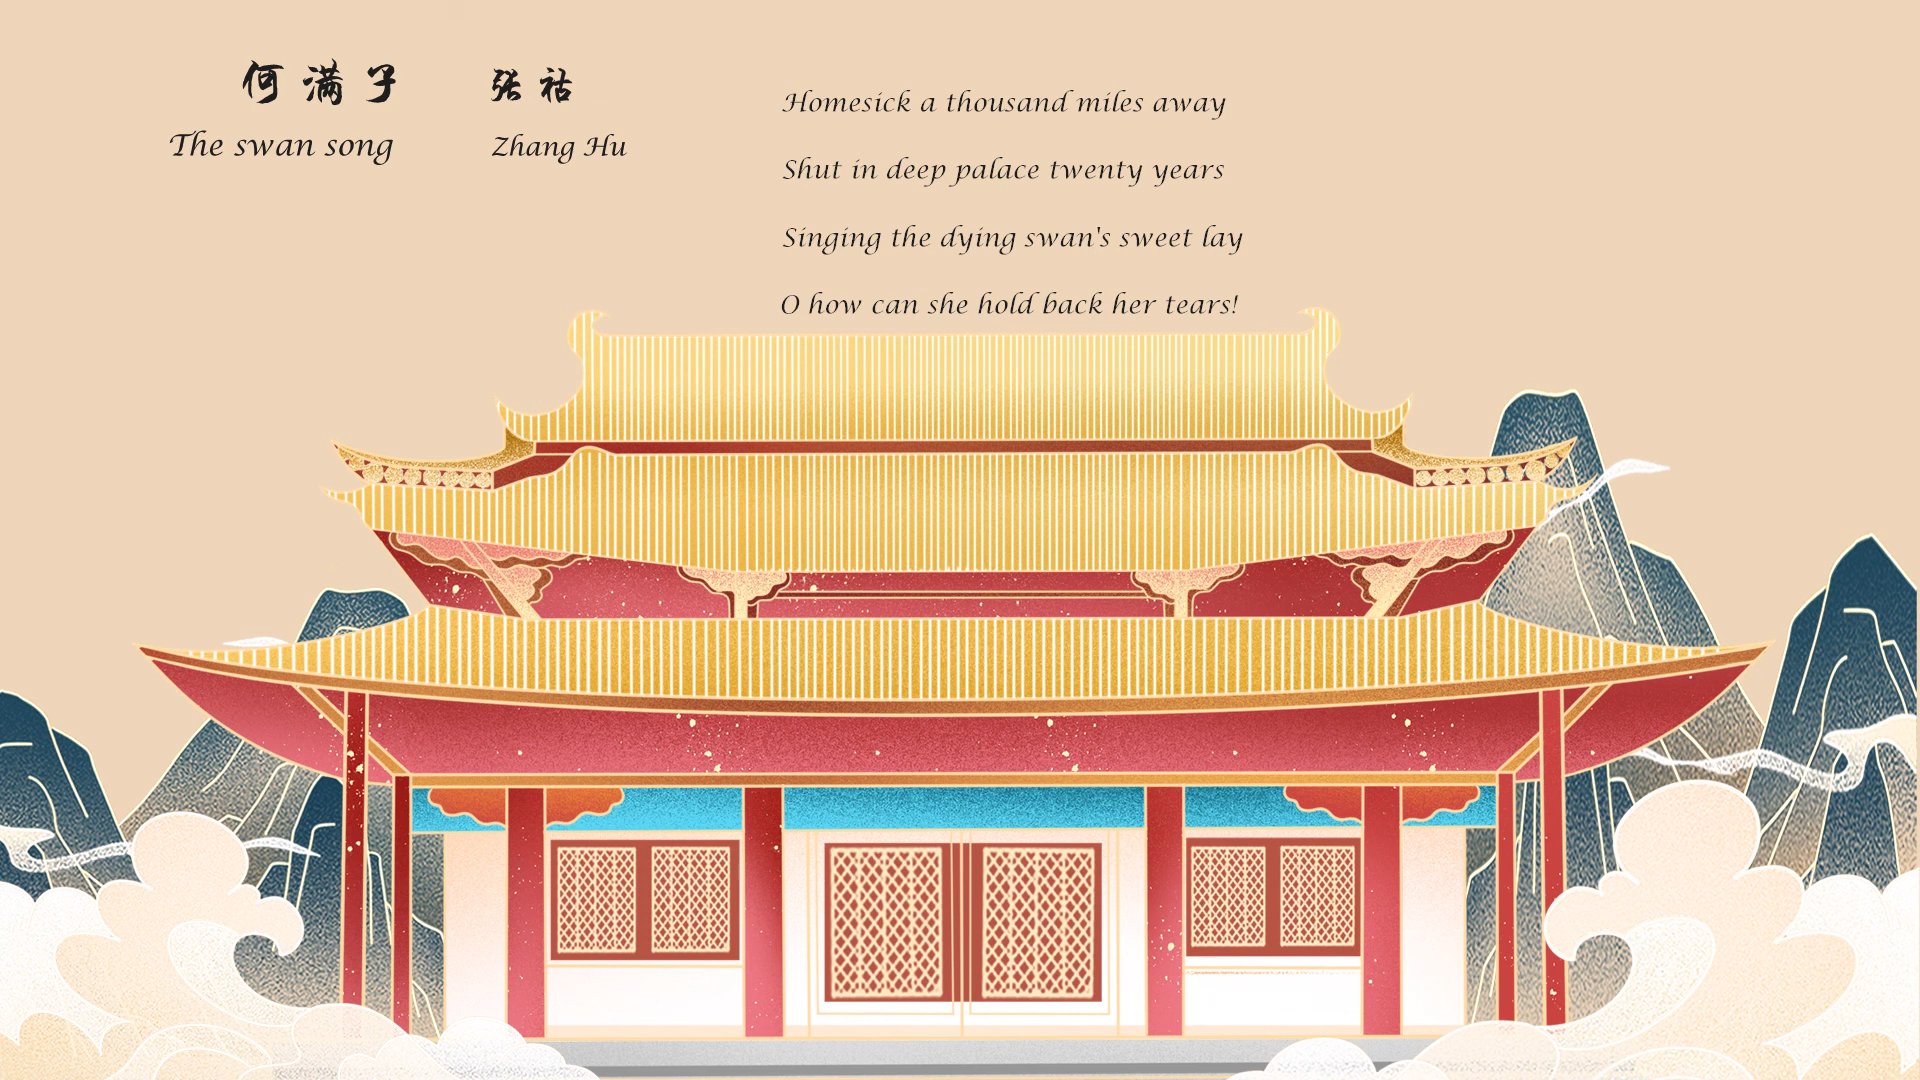 何满子 张祜
The swan song Zhang Hu
Homesick a thousand miles away
Shut in deep palace twenty years
Singing the dying swan's sweet lay
O how can she hold back her tears!